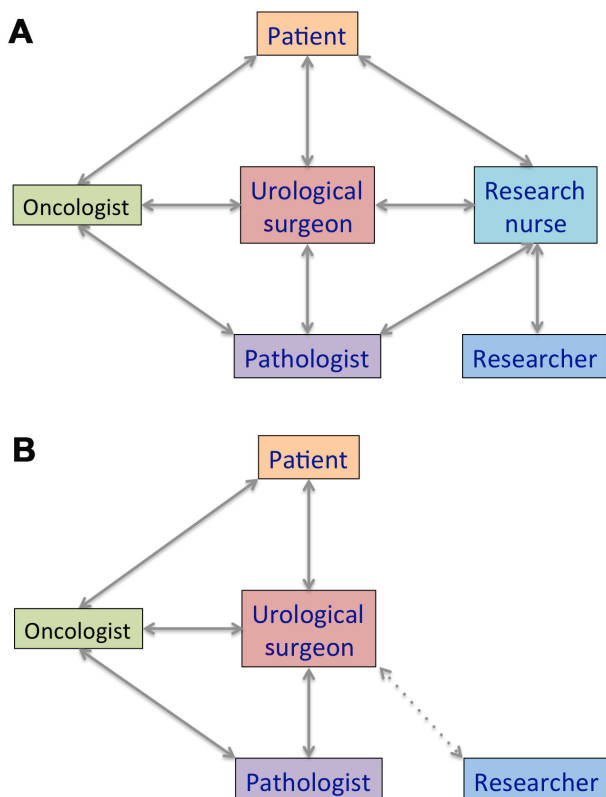 A
Patient
Oncologist
Urological
surgeon
Research
nurse
Pathologist
Researcher
B
Patient
Oncologist
Urological
surgeon
Pathologist
Researcher